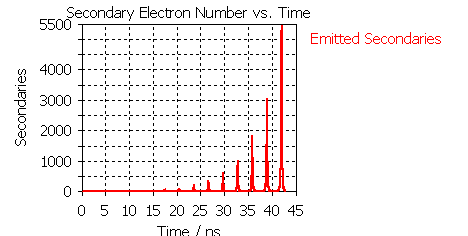 Secondary Electron Number vs. Time
5500
Emitted Secondaries
4000
3000
2000
1000
0
Secondaries
0 5 10 15 20 25 30 35 40 45
Time / ns